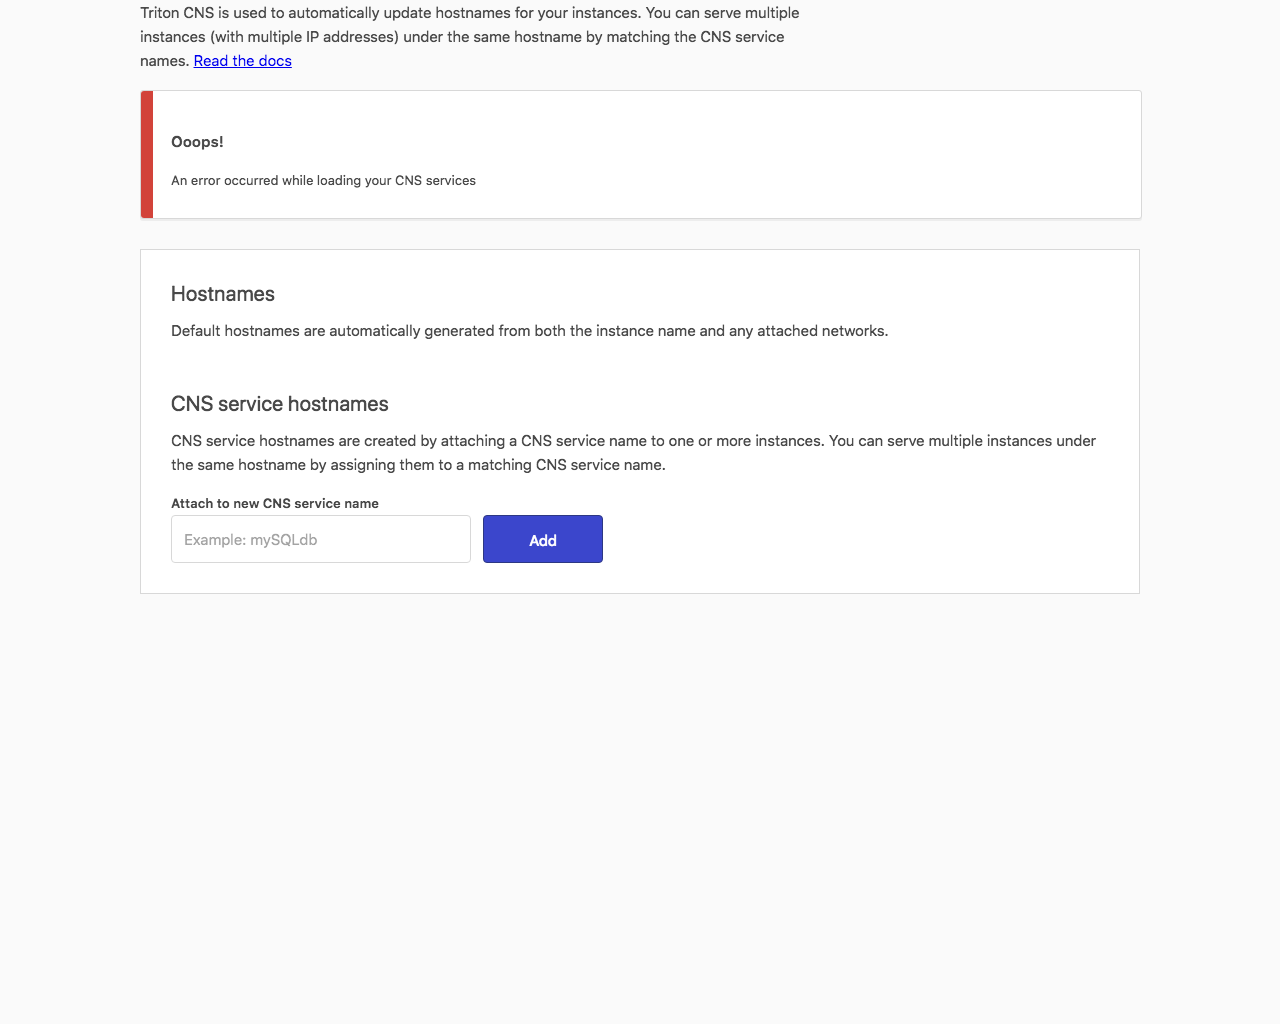 Triton CNS is used to automatically update hostnames for your instances. You can serve multiple
instances (with multiple IP addresses) under the same hostname by matching the CNS service
names. Read the docs
Ooops!
An error occurred while loading your CNS services
Hostnames
Default hostnames are automatically generated from both the instance name and any attached networks.
CNS service hostnames
CNS service hostnames are created by attaching a CNS service name to one or more instances. You can serve multiple instances under
the same hostname by assigning them to a matching CNS service name.
Attach to new CNS service name
Example: mySQLdb
Add